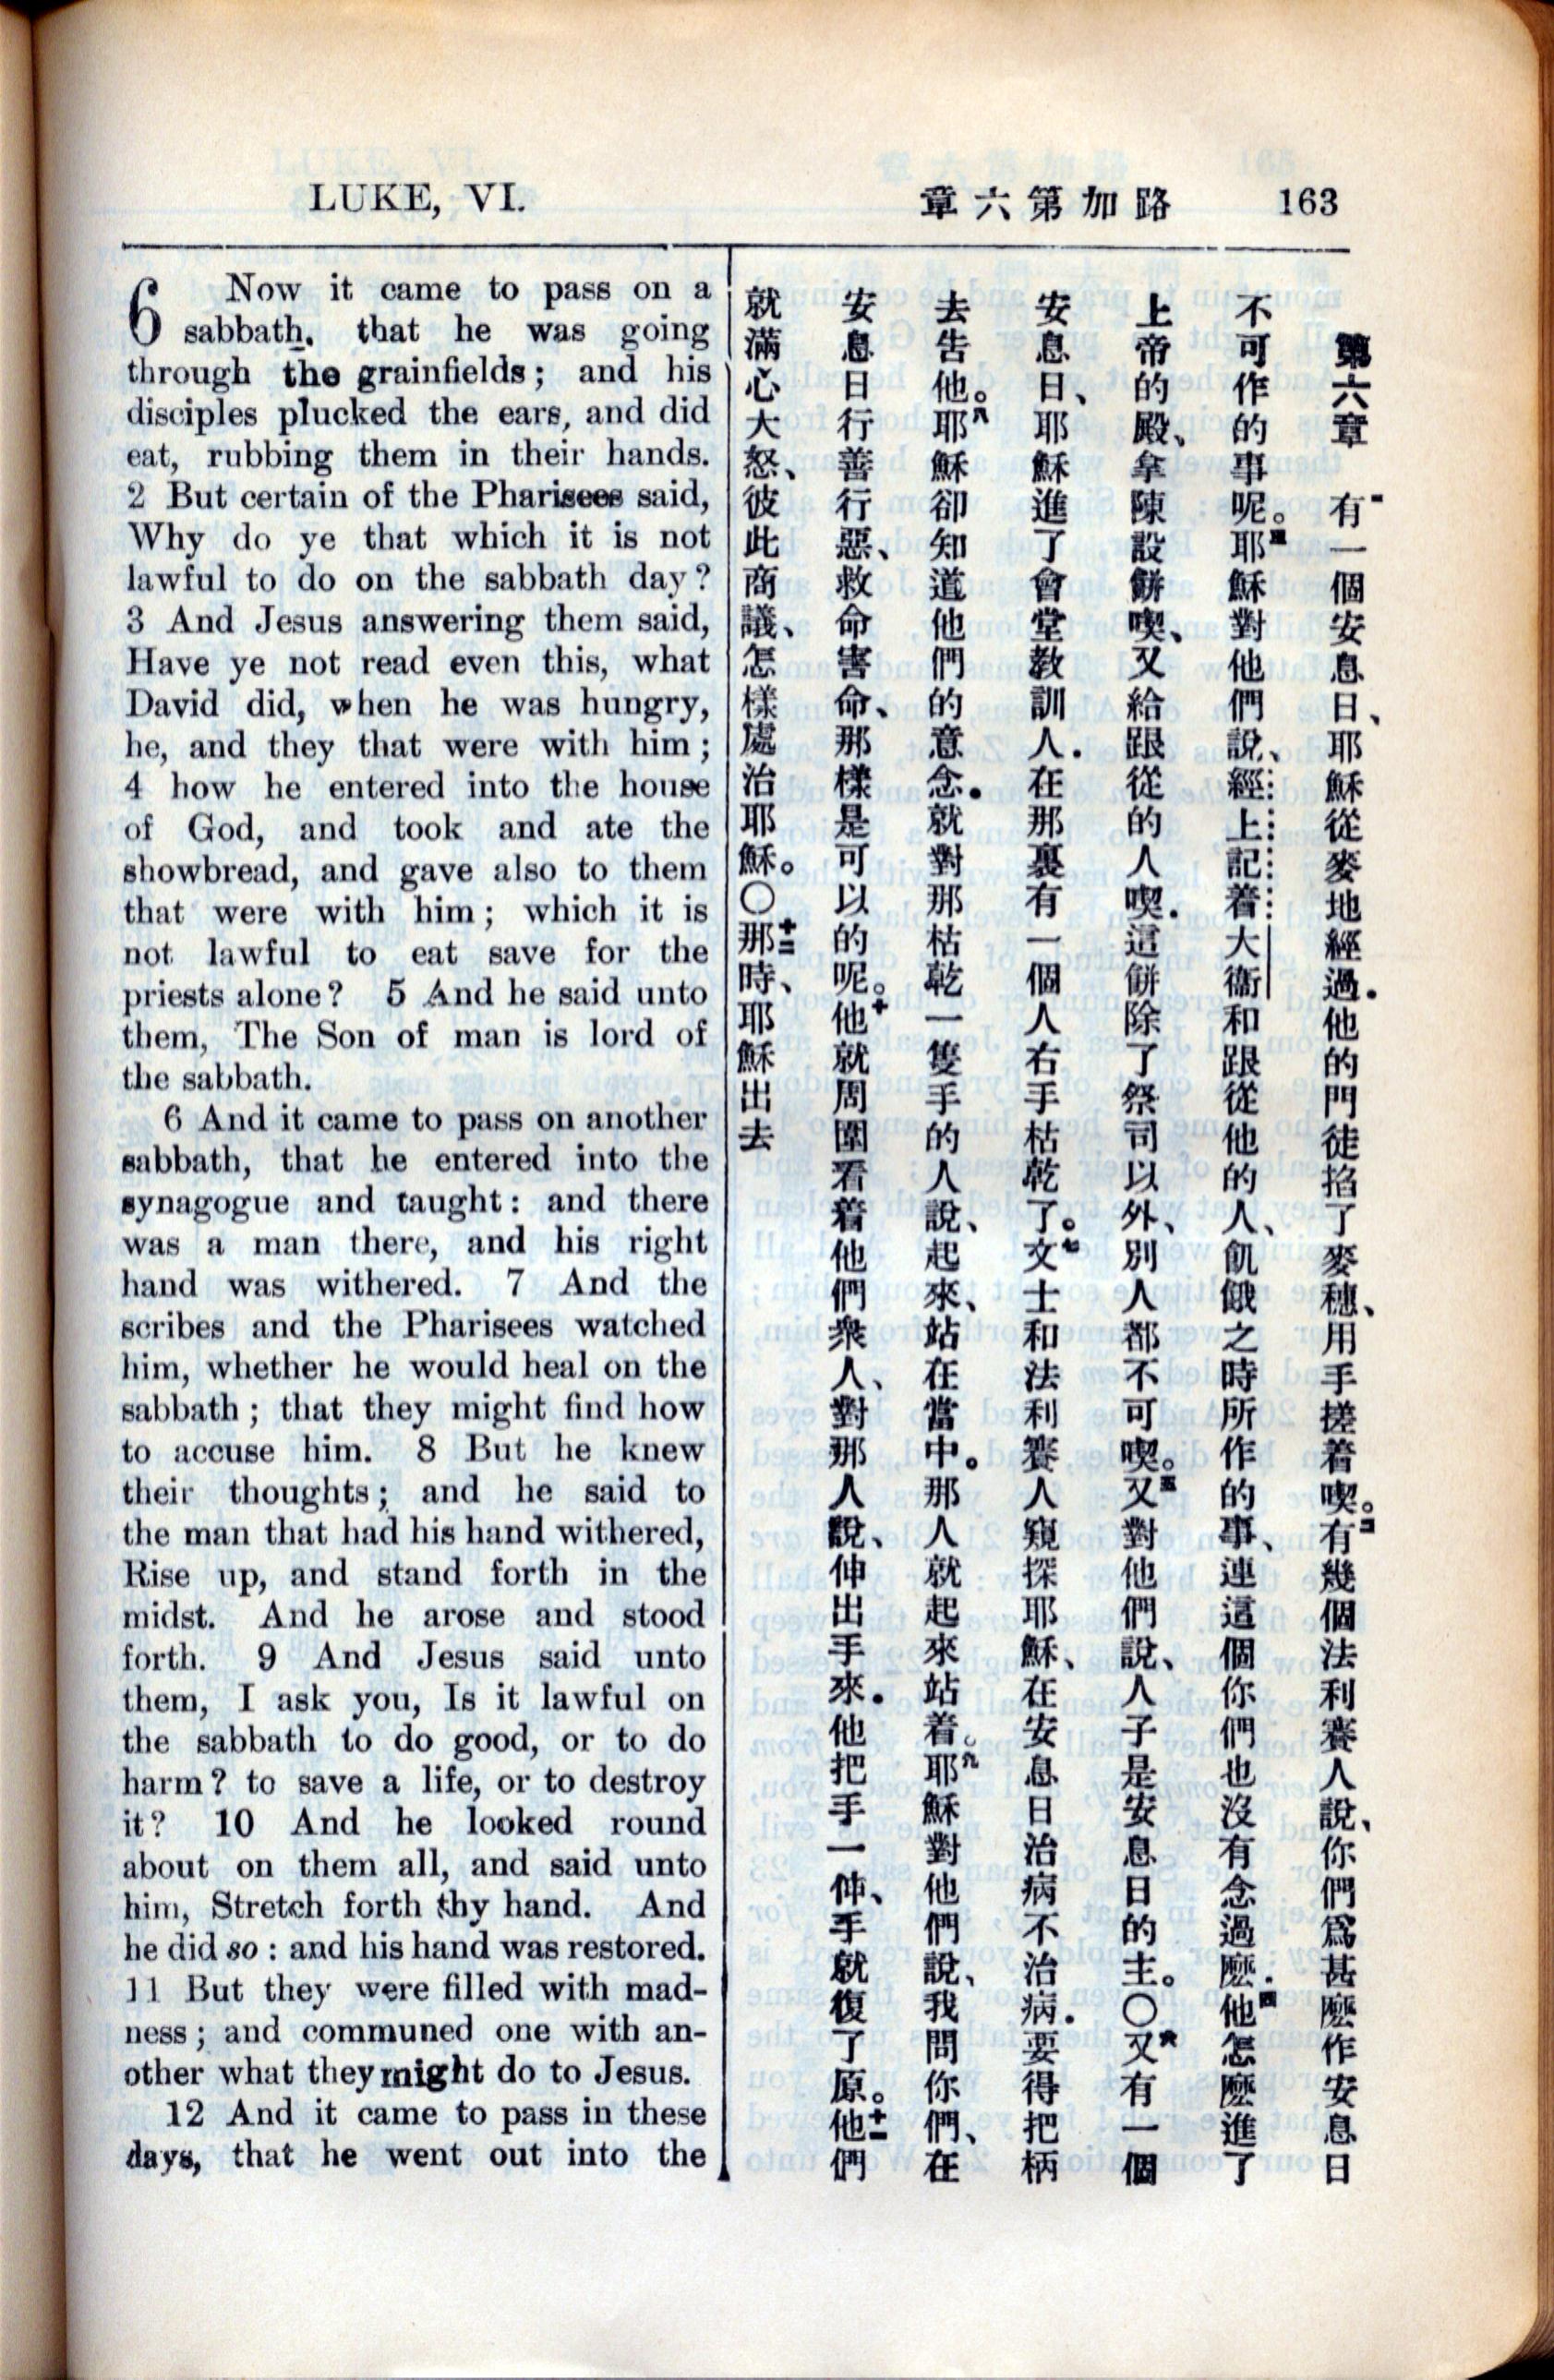 LUKE, VI.
章六第加路
163
6 Now it came to pass on a
sabbath, that he was going
through the grainfields; and his
disciples plucked the ears, and did
eat, rubbing them in their hands.
2 But certain of the Pharisees said,
Why do ye that which it is not
lawful to do on the sabbath day?
3 And Jesus answering them said,
Have ye not read even this, what
David did, when he was hungry,
he, and they that were with him;
4 how he entered into the house
of God, and took and ate the
showbread, and gave also to them
that were with him; which it is
not lawful to eat save for the
priests alone? 5 And he said unto
them, The Son of man is lord of
the sabbath.
6 And it came to pass on another
sabbath, that he entered into the
synagogue and taught: and there
was a man there, and his right
hand was withered. 7 And the
scribes and the Pharisees watched
him, whether he would heal on the
sabbath; that they might find how
to accuse him. 8 But he knew
their thoughts; and he said to
the man that had his hand withered,
Rise up, and stand forth in the
midst. And he arose and stood
forth. 9 And Jesus said unto
them, I ask you, Is it lawful on
the sabbath to do good, or to do
harm? to save a life, or to destroy
it? 10 And he looked round
about on them all, and said unto
him, Stretch forth thy hand. And
he did so: and his hand was restored.
11 But they were filled with mad-
ness; and communed one with an-
other what they might do to Jesus.
12 And it came to pass in these
days, that he went out into the
第六章 一有一個安息日、耶穌從麥地經過．他的門徒掐了麥穗、用手搓着喫。二有幾個法利賽人說、你們爲甚麼作安息日
不可作的事呢。三耶穌對他們說、經上記着大衞和跟從他的人、飢餓之時所作的事、連這個你們也沒有念過麼．四他怎麼進了
上帝的殿、拿陳設餅喫、又給跟從的人喫．這餅除了祭司以外、別人都不可喫。五又對他們說、人子是安息日的主。〇六又有一個
安息日、耶穌進了會堂教訓人．在那裏有一個人右手枯乾了。七文士和法利賽人窺探耶穌、在安息日治病不治病．要得把柄
去告他。八耶穌卻知道他們的意念．就對那枯乾一隻手的人說、起來、站在當中。那人就起來站着。九耶穌對他們說、我問你們、在
安息日行善行惡、救命害命、那樣是可以的呢。十他就周圍看着他們衆人、對那人說、伸出手來．他把手一伸、手就復了原。十一他們
就滿心大怒、彼此商議、怎樣處治耶穌。〇十二那時、耶穌出去